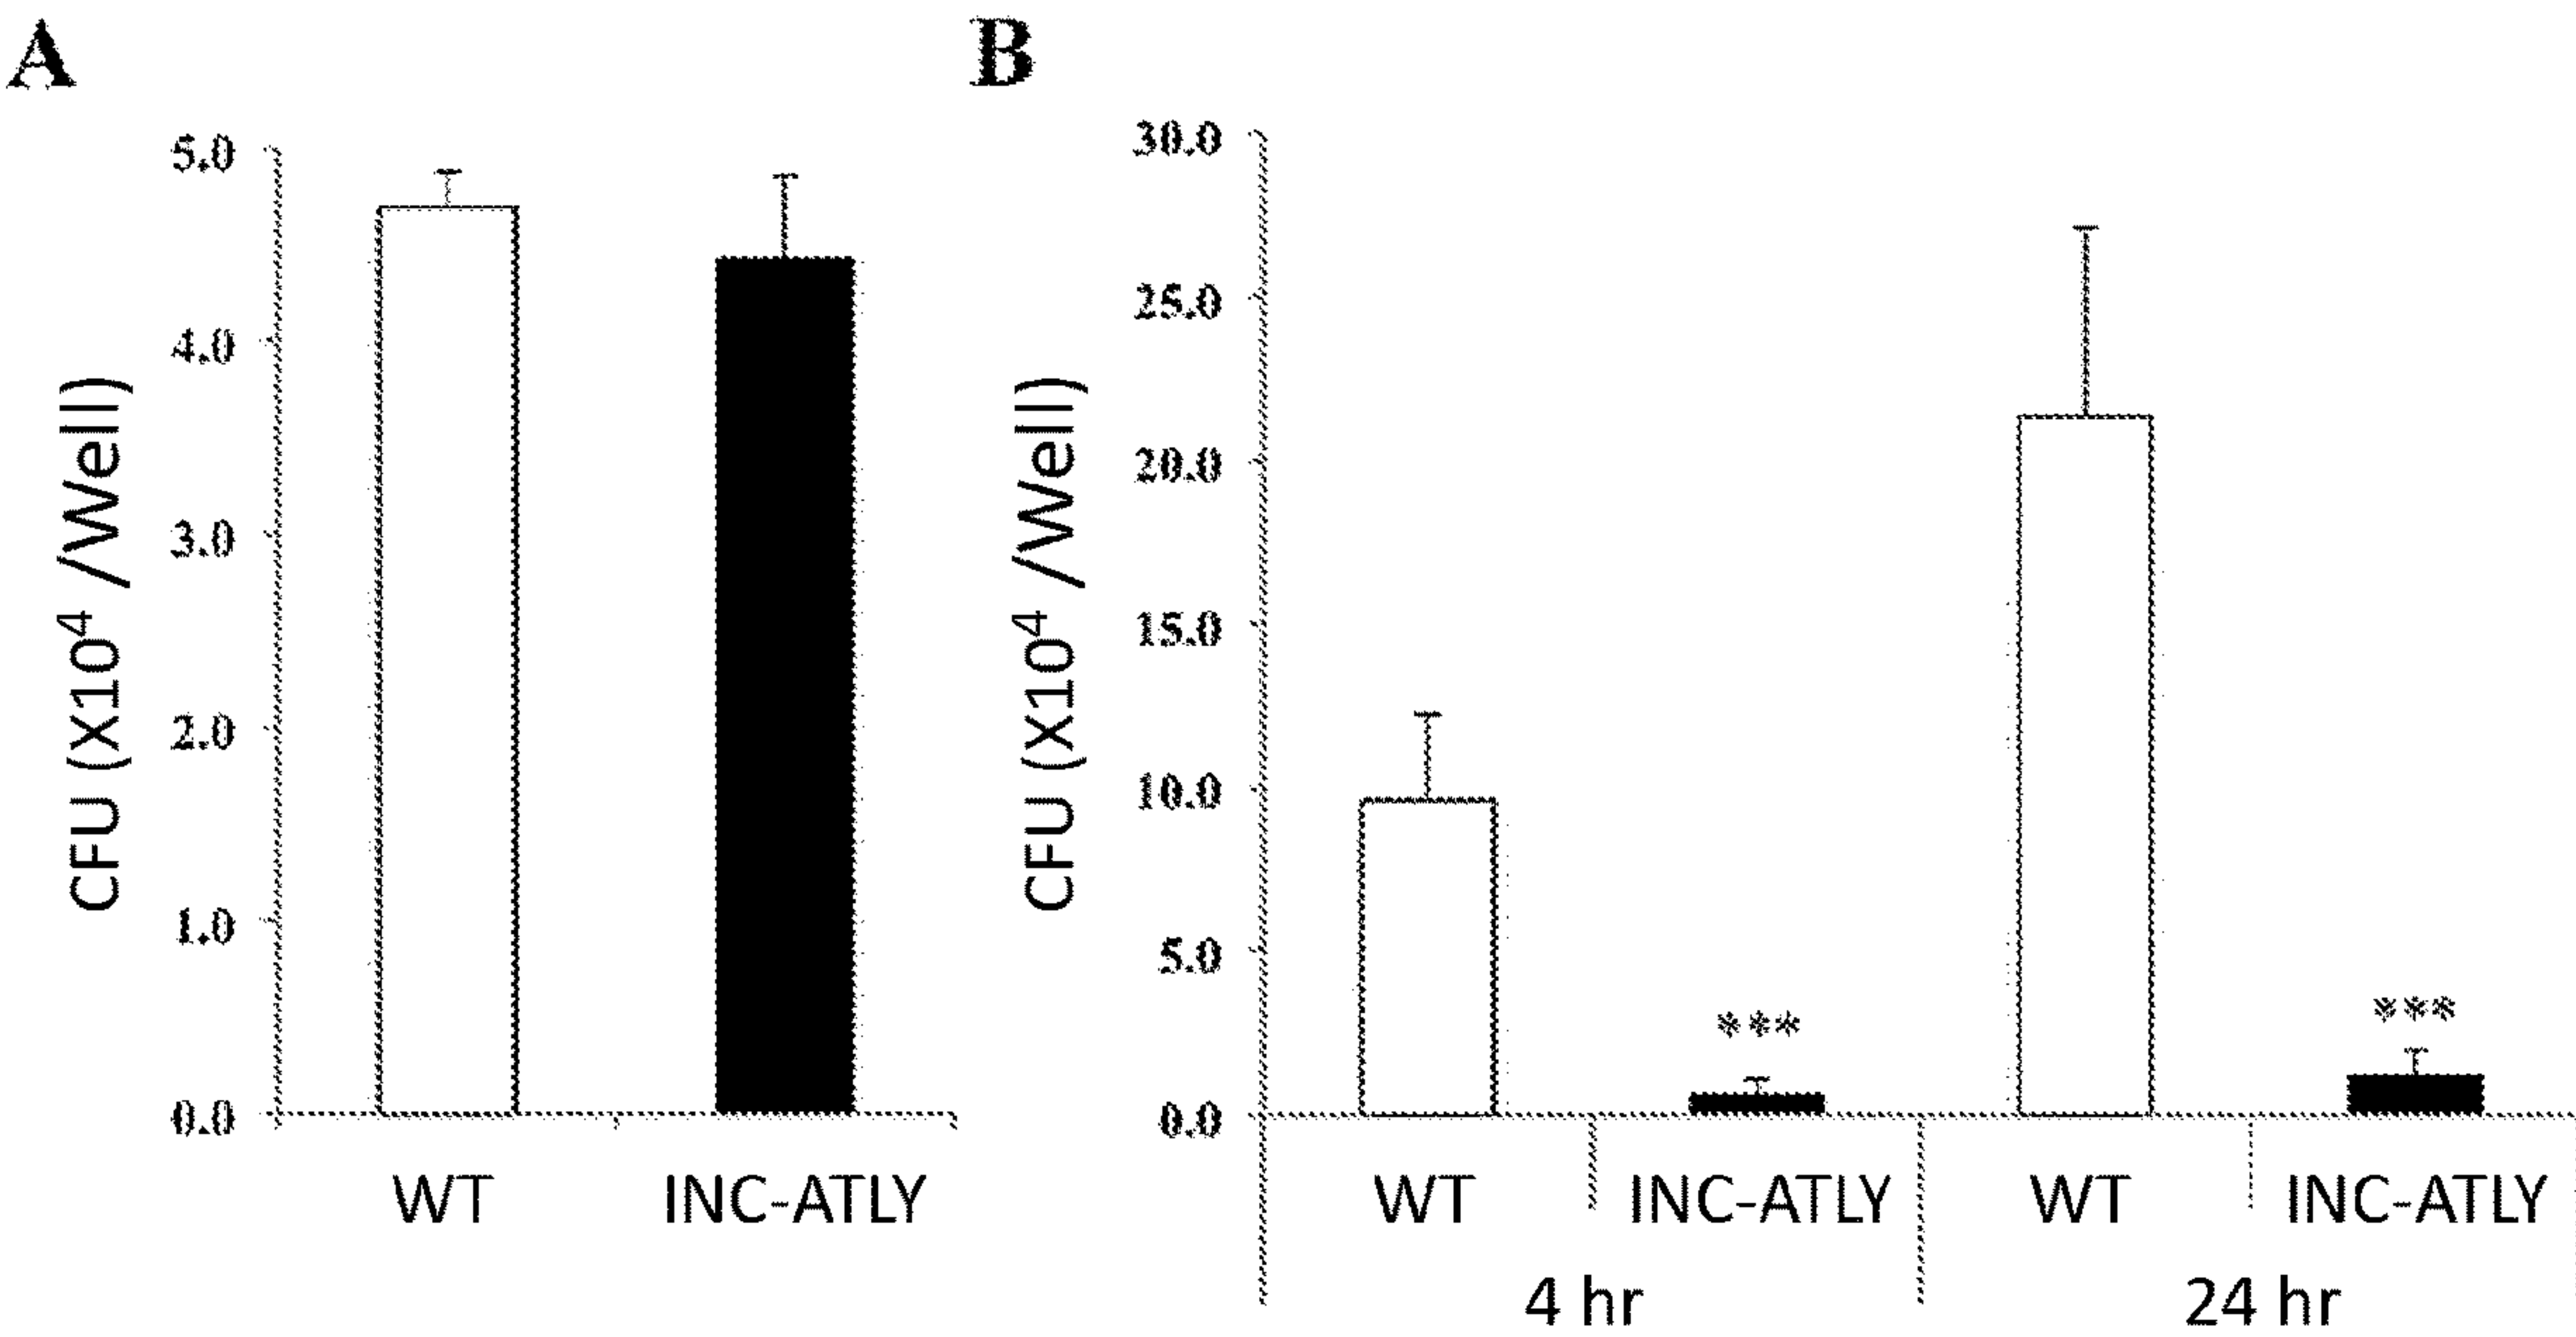 A
5.0
4.0
3.0
2.0
1.0
0.0
CFU (X10⁴ /Well)
WT INC-ATLY
B
30.0
25.0
20.0
15.0
10.0
5.0
0.0
CFU (X10⁴ /Well)
***
***
WT INC-ATLY WT INC-ATLY
4 hr 24 hr